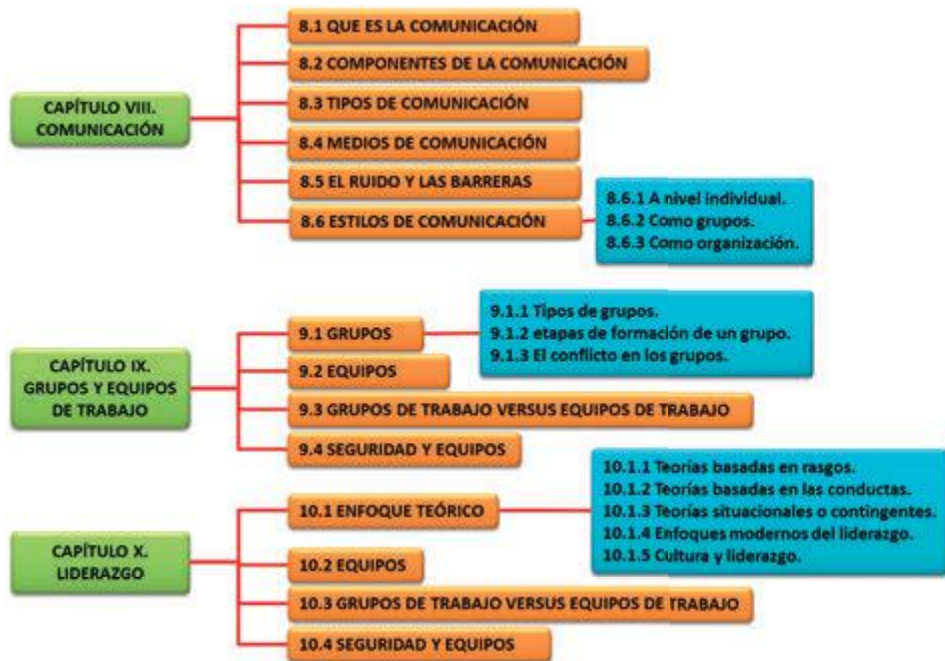 CAPÍTULO VIII.
COMUNICACIÓN
8.1 QUE ES LA COMUNICACIÓN
8.2 COMPONENTES DE LA COMUNICACIÓN
8.3 TIPOS DE COMUNICACIÓN
8.4 MEDIOS DE COMUNICACIÓN
8.5 EL RUIDO Y LAS BARRERAS
8.6 ESTILOS DE COMUNICACIÓN
8.6.1 A nivel individual.
8.6.2 Como grupos.
8.6.3 Como organización.
CAPÍTULO IX.
GRUPOS Y EQUIPOS
DE TRABAJO
9.1 GRUPOS
9.1.1 Tipos de grupos.
9.1.2 etapas de formación de un grupo.
9.1.3 El conflicto en los grupos.
9.2 EQUIPOS
9.3 GRUPOS DE TRABAJO VERSUS EQUIPOS DE TRABAJO
9.4 SEGURIDAD Y EQUIPOS
CAPÍTULO X.
LIDERAZGO
10.1 ENFOQUE TEÓRICO
10.1.1 Teorías basadas en rasgos.
10.1.2 Teorías basadas en las conductas.
10.1.3 Teorías situacionales o contingentes.
10.1.4 Enfoques modernos del liderazgo.
10.1.5 Cultura y liderazgo.
10.2 EQUIPOS
10.3 GRUPOS DE TRABAJO VERSUS EQUIPOS DE TRABAJO
10.4 SEGURIDAD Y EQUIPOS